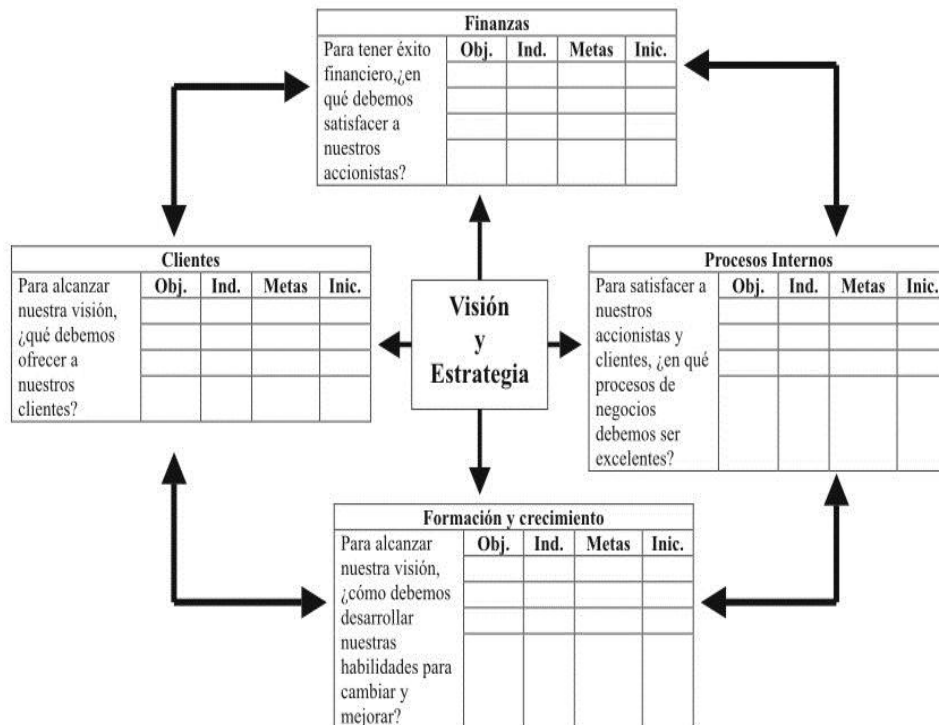 Finanzas
Para tener éxito
financiero,¿en
qué debemos
satisfacer a
nuestros
accionistas?
Obj. Ind. Metas Inic.
Clientes
Para alcanzar
nuestra visión,
¿qué debemos
ofrecer a
nuestros
clientes?
Obj. Ind. Metas Inic.
Visión
y
Estrategia
Procesos Internos
Para satisfacer a
nuestros
accionistas y
clientes, ¿en qué
procesos de
negocios
debemos ser
excelentes?
Obj. Ind. Metas Inic.
Formación y crecimiento
Para alcanzar
nuestra visión,
¿cómo debemos
desarrollar
nuestras
habilidades para
cambiar y
mejorar?
Obj. Ind. Metas Inic.